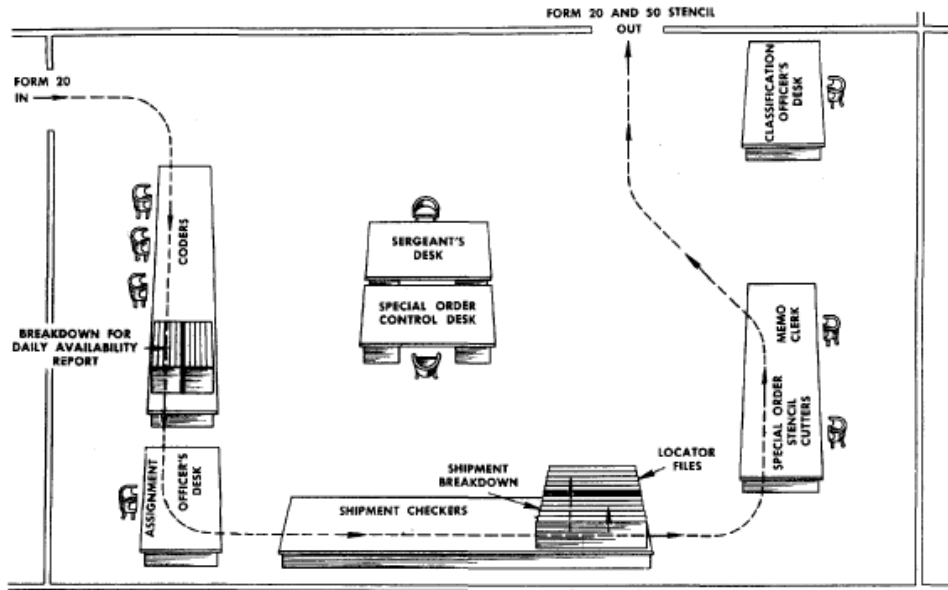 FORM 20 AND 50 STENCIL
OUT
FORM 20
IN
CLASSIFICATION
OFFICER'S
DESK
CODERS
SERGEANT'S
DESK
SPECIAL ORDER
CONTROL DESK
BREAKDOWN FOR
DAILY AVAILABILITY
REPORT
MEMO
CLERK
SPECIAL ORDER
STENCIL
CUTTERS
ASSIGNMENT
OFFICER'S
DESK
SHIPMENT
BREAKDOWN
LOCATOR
FILES
SHIPMENT CHECKERS